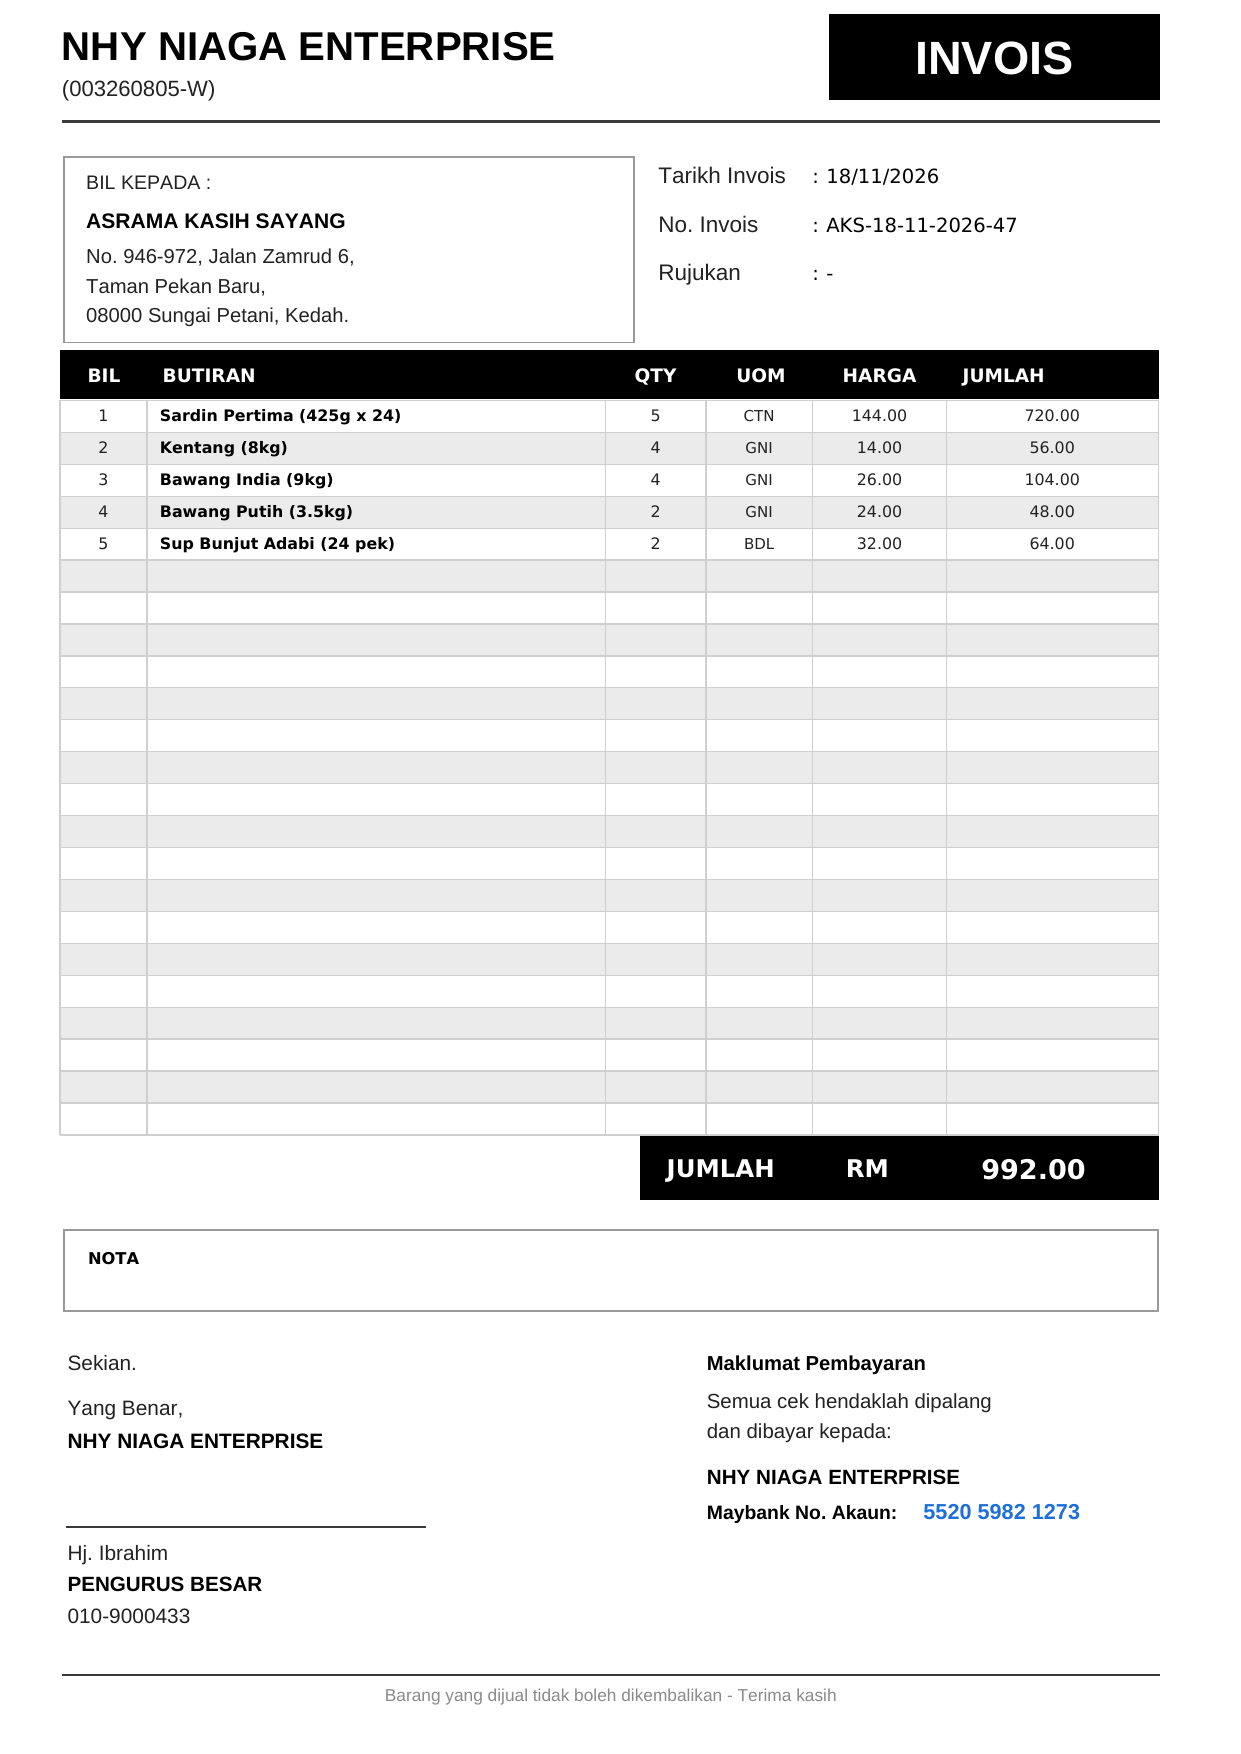 NHY NIAGA ENTERPRISE
(003260805-W)
INVOIS
BIL KEPADA :
ASRAMA KASIH SAYANG
No. 946-972, Jalan Zamrud 6,
Taman Pekan Baru,
08000 Sungai Petani, Kedah.
Tarikh Invois : 18/11/2026
No. Invois : AKS-18-11-2026-47
Rujukan : -
BIL BUTIRAN QTY UOM HARGA JUMLAH
1 Sardin Pertima (425g x 24) 5 CTN 144.00 720.00
2 Kentang (8kg) 4 GNI 14.00 56.00
3 Bawang India (9kg) 4 GNI 26.00 104.00
4 Bawang Putih (3.5kg) 2 GNI 24.00 48.00
5 Sup Bunjut Adabi (24 pek) 2 BDL 32.00 64.00
JUMLAH RM 992.00
NOTA
Sekian.
Yang Benar,
NHY NIAGA ENTERPRISE
Hj. Ibrahim
PENGURUS BESAR
010-9000433
Maklumat Pembayaran
Semua cek hendaklah dipalang
dan dibayar kepada:
NHY NIAGA ENTERPRISE
Maybank No. Akaun: 5520 5982 1273
Barang yang dijual tidak boleh dikembalikan - Terima kasih